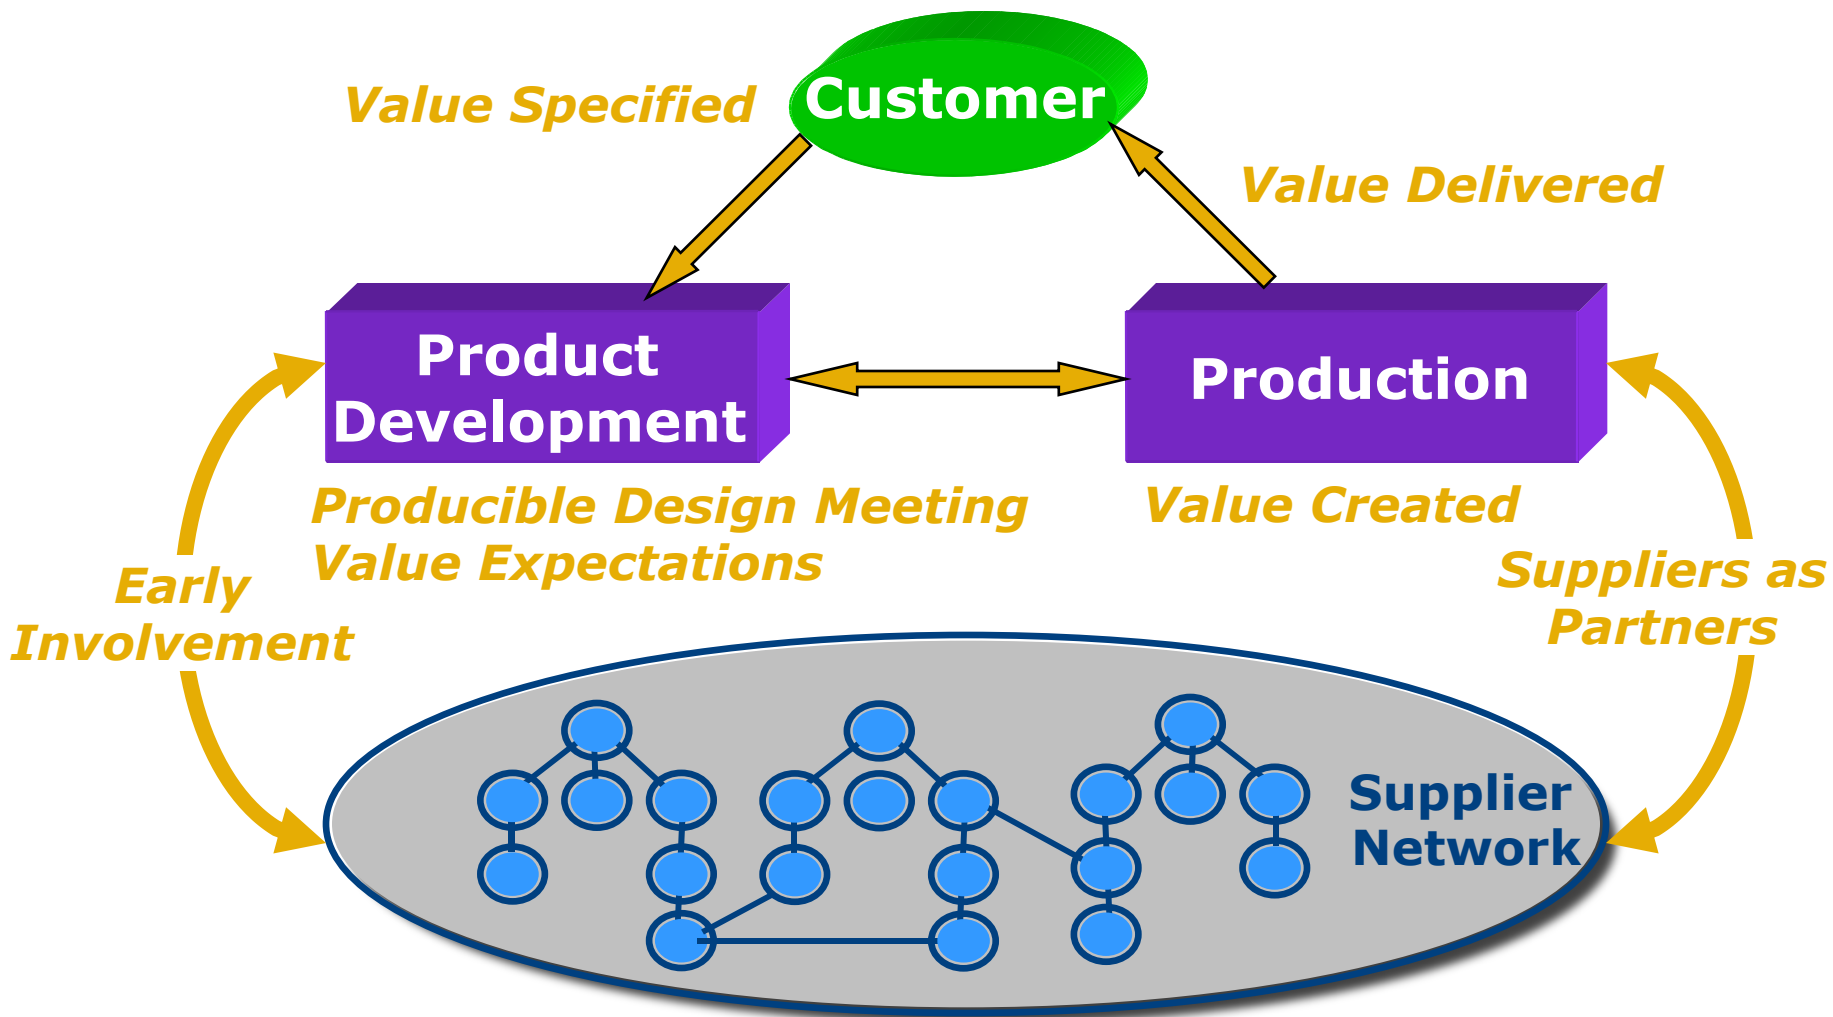 Customer
Value Specified
Value Delivered
Product
Development
Production
Producible Design Meeting
Value Expectations
Value Created
Early
Involvement
Suppliers as
Partners
Supplier
Network